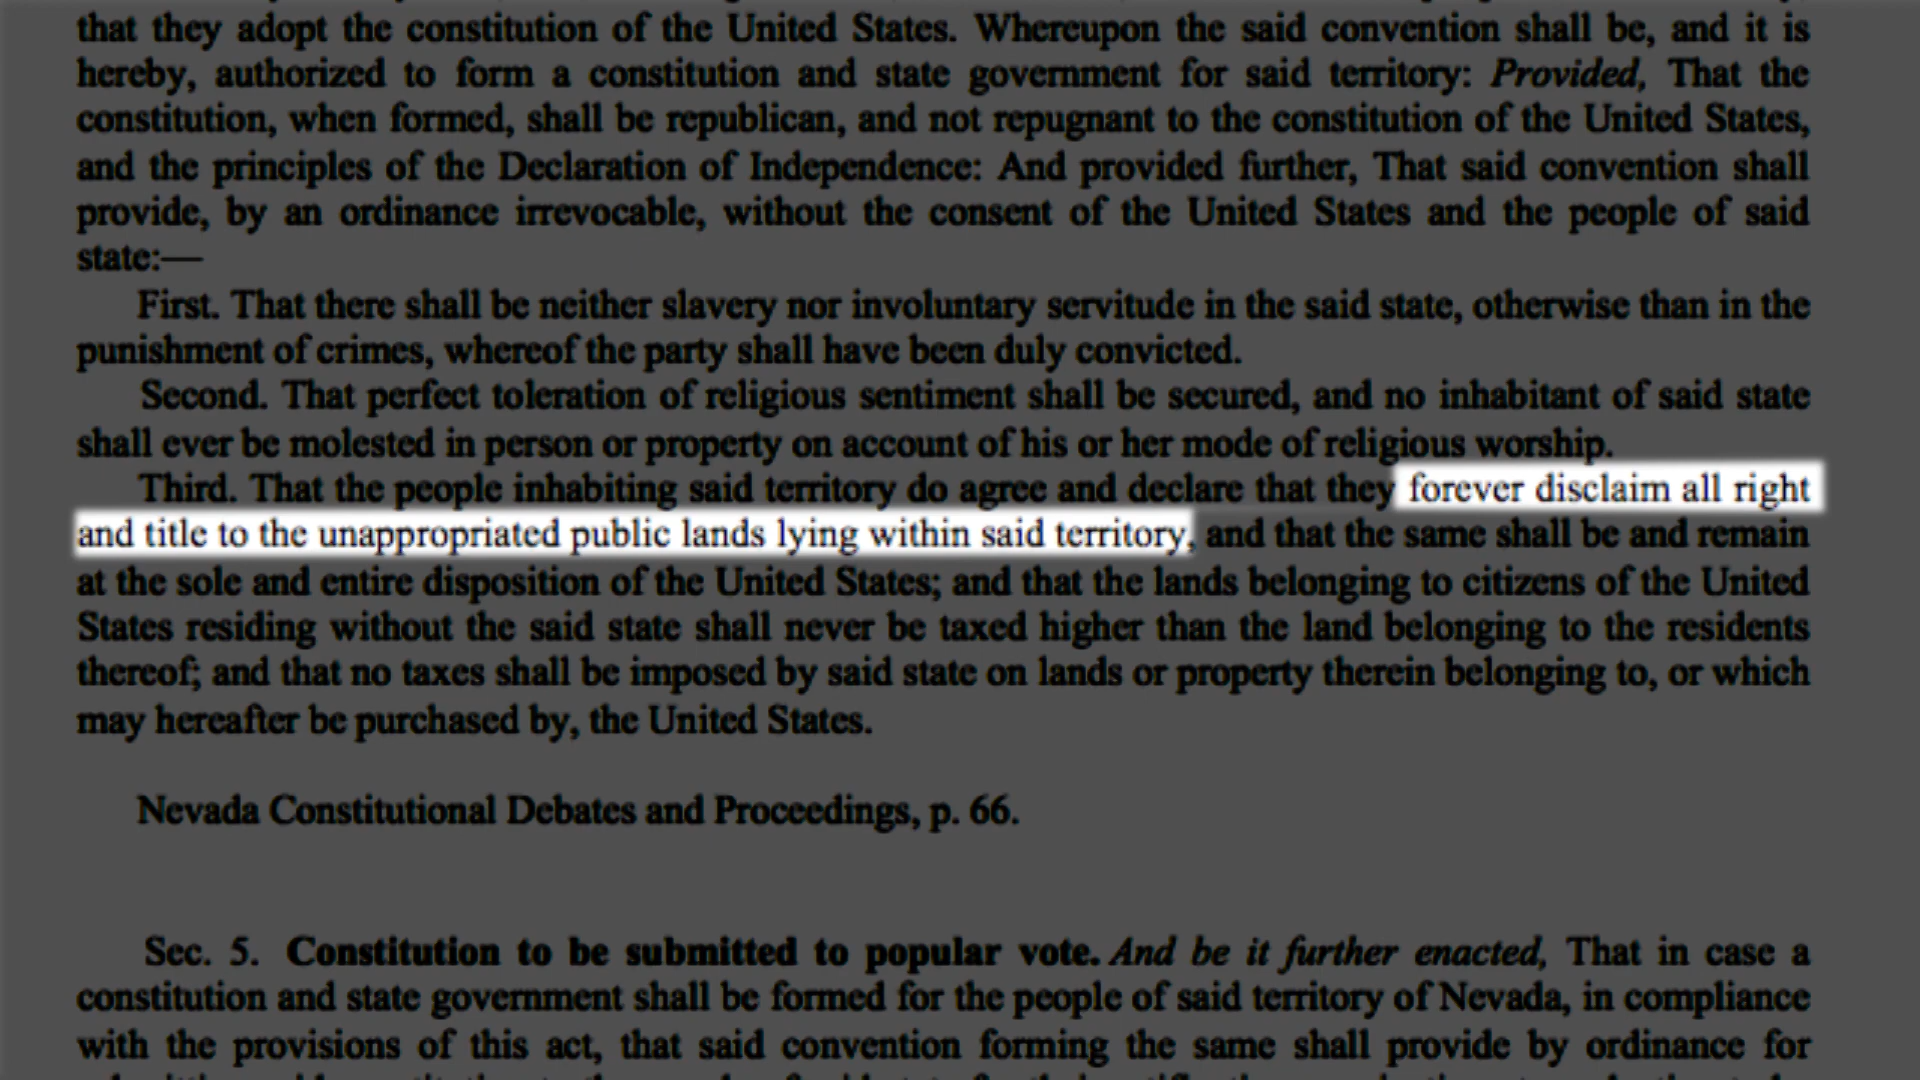 that they adopt the constitution of the United States. Whereupon the said convention shall be, and it is
hereby, authorized to form a constitution and state government for said territory: Provided, That the
constitution, when formed, shall be republican, and not repugnant to the constitution of the United States,
and the principles of the Declaration of Independence: And provided further, That said convention shall
provide, by an ordinance irrevocable, without the consent of the United States and the people of said
state:—
First. That there shall be neither slavery nor involuntary servitude in the said state, otherwise than in the
punishment of crimes, whereof the party shall have been duly convicted.
Second. That perfect toleration of religious sentiment shall be secured, and no inhabitant of said state
shall ever be molested in person or property on account of his or her mode of religious worship.
Third. That the people inhabiting said territory do agree and declare that they forever disclaim all right
and title to the unappropriated public lands lying within said territory, and that the same shall be and remain
at the sole and entire disposition of the United States; and that the lands belonging to citizens of the United
States residing without the said state shall never be taxed higher than the land belonging to the residents
thereof; and that no taxes shall be imposed by said state on lands or property therein belonging to, or which
may hereafter be purchased by, the United States.
Nevada Constitutional Debates and Proceedings, p. 66.
Sec. 5. Constitution to be submitted to popular vote. And be it further enacted, That in case a
constitution and state government shall be formed for the people of said territory of Nevada, in compliance
with the provisions of this act, that said convention forming the same shall provide by ordinance for